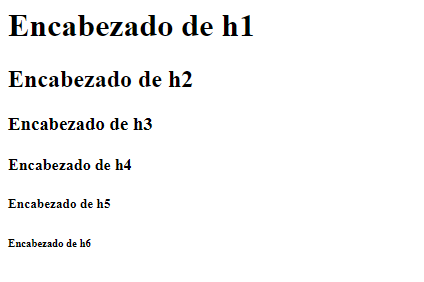 Encabezado de h1
Encabezado de h2
Encabezado de h3
Encabezado de h4
Encabezado de h5
Encabezado de h6